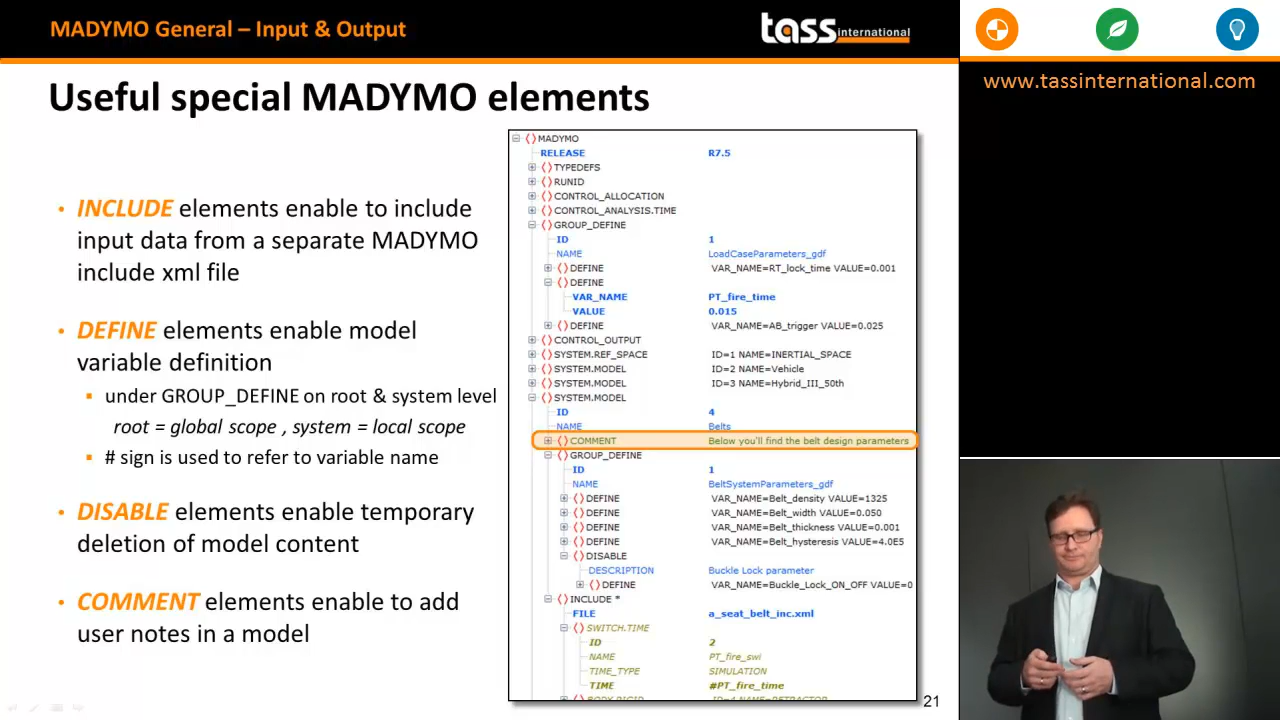 MADYMO General – Input & Output
tass international
www.tassinternational.com
Useful special MADYMO elements
• INCLUDE elements enable to include
input data from a separate MADYMO
include xml file
• DEFINE elements enable model
variable definition
▪ under GROUP_DEFINE on root & system level
root = global scope , system = local scope
▪ # sign is used to refer to variable name
• DISABLE elements enable temporary
deletion of model content
• COMMENT elements enable to add
user notes in a model
MADYMO
RELEASE R7.5
TYPEDEFS
RUNID
CONTROL_ALLOCATION
CONTROL_ANALYSIS.TIME
GROUP_DEFINE
ID 1
NAME LoadCaseParameters_gdf
DEFINE VAR_NAME=RT_lock_time VALUE=0.001
DEFINE
VAR_NAME PT_fire_time
VALUE 0.015
DEFINE VAR_NAME=AB_trigger VALUE=0.025
CONTROL_OUTPUT
SYSTEM.REF_SPACE ID=1 NAME=INERTIAL_SPACE
SYSTEM.MODEL ID=2 NAME=Vehicle
SYSTEM.MODEL ID=3 NAME=Hybrid_III_50th
SYSTEM.MODEL
ID 4
NAME Belts
COMMENT Below you'll find the belt design parameters
GROUP_DEFINE
ID 1
NAME BeltSystemParameters_gdf
DEFINE VAR_NAME=Belt_density VALUE=1325
DEFINE VAR_NAME=Belt_width VALUE=0.050
DEFINE VAR_NAME=Belt_thickness VALUE=0.001
DEFINE VAR_NAME=Belt_hysteresis VALUE=4.0E5
DISABLE
DESCRIPTION Buckle Lock parameter
DEFINE VAR_NAME=Buckle_Lock_ON_OFF VALUE=0
INCLUDE *
FILE a_seat_belt_inc.xml
SWITCH.TIME
ID 2
NAME PT_fire_swi
TIME_TYPE SIMULATION
TIME #PT_fire_time
21